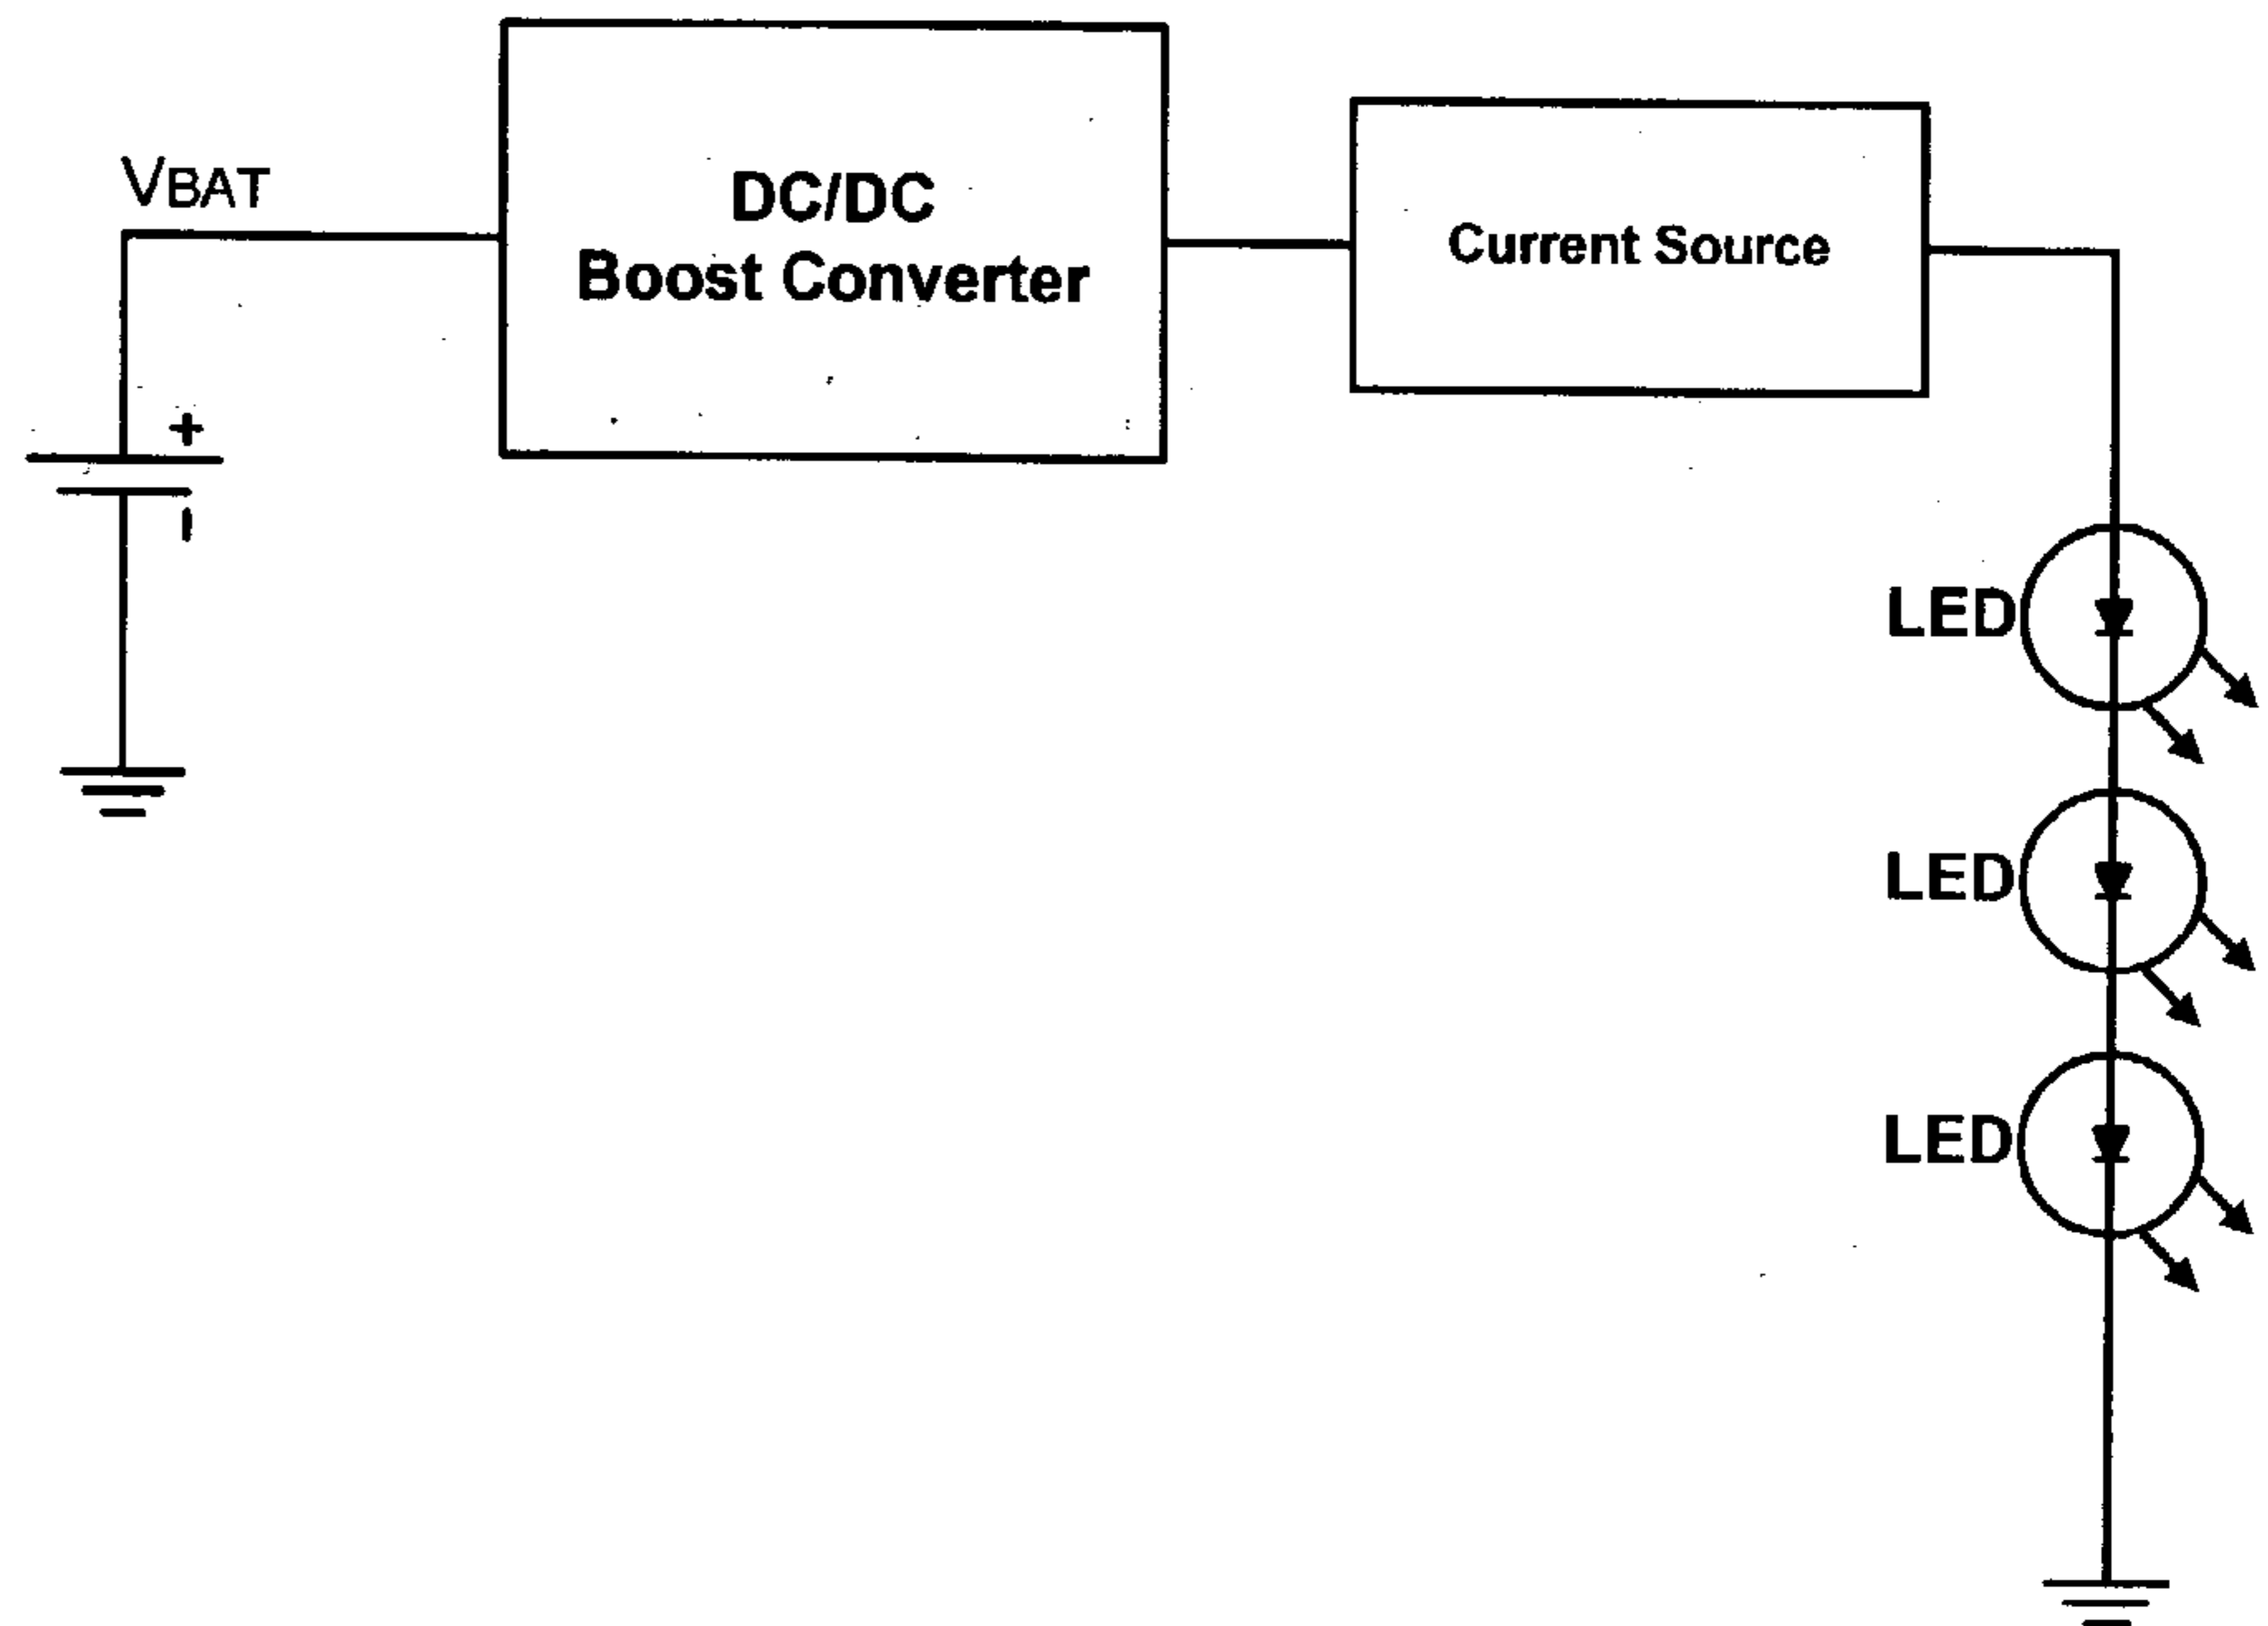 VBAT
DC/DC
Boost Converter
Current Source
+
-
LED
LED
LED